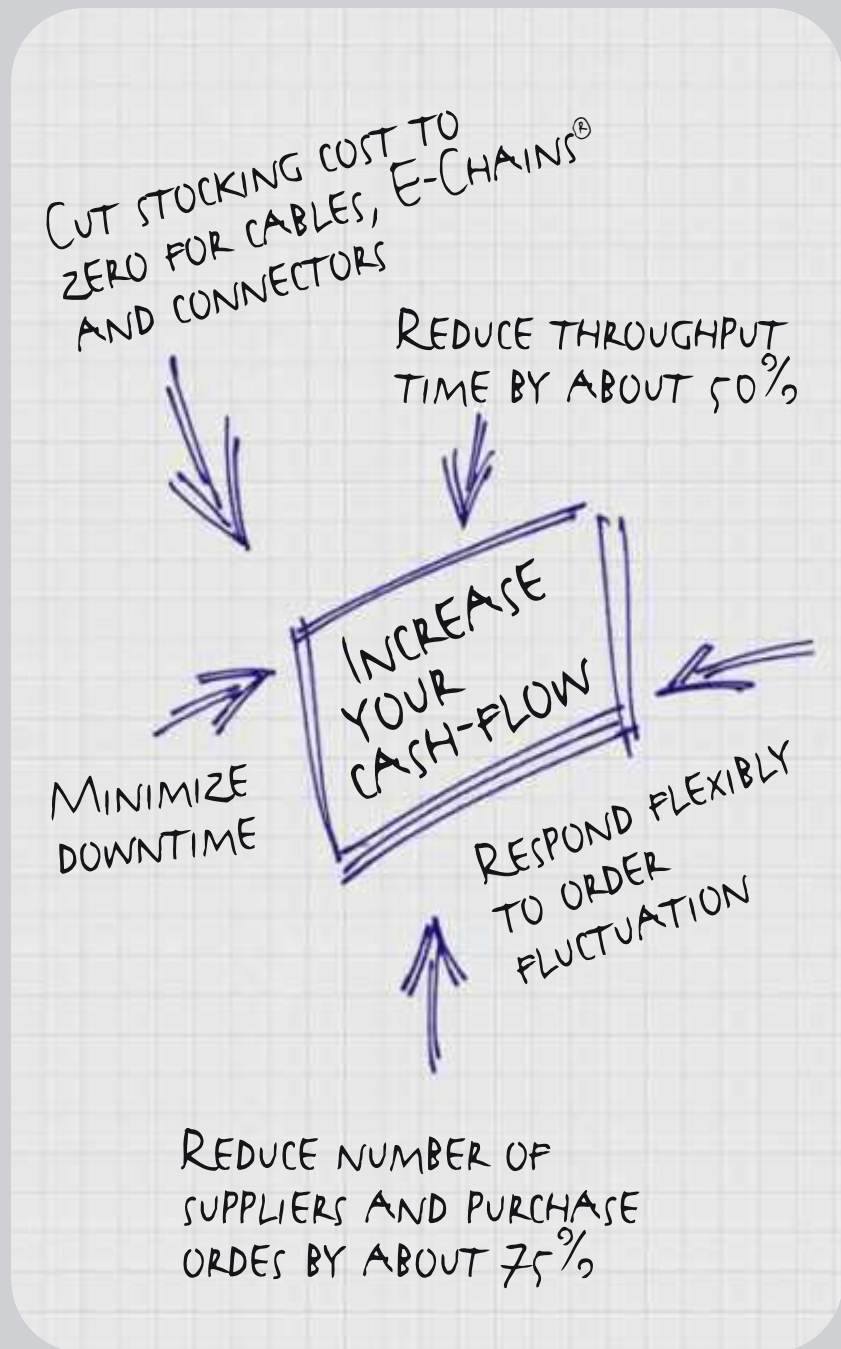 CUT STOCKING COST TO
ZERO FOR CABLES, E-CHAINS®
AND CONNECTORS
REDUCE THROUGHPUT
TIME BY ABOUT 50%
INCREASE
YOUR
CASH-FLOW
MINIMIZE
DOWNTIME
RESPOND FLEXIBLY
TO ORDER
FLUCTUATION
REDUCE NUMBER OF
SUPPLIERS AND PURCHASE
ORDES BY ABOUT 75%